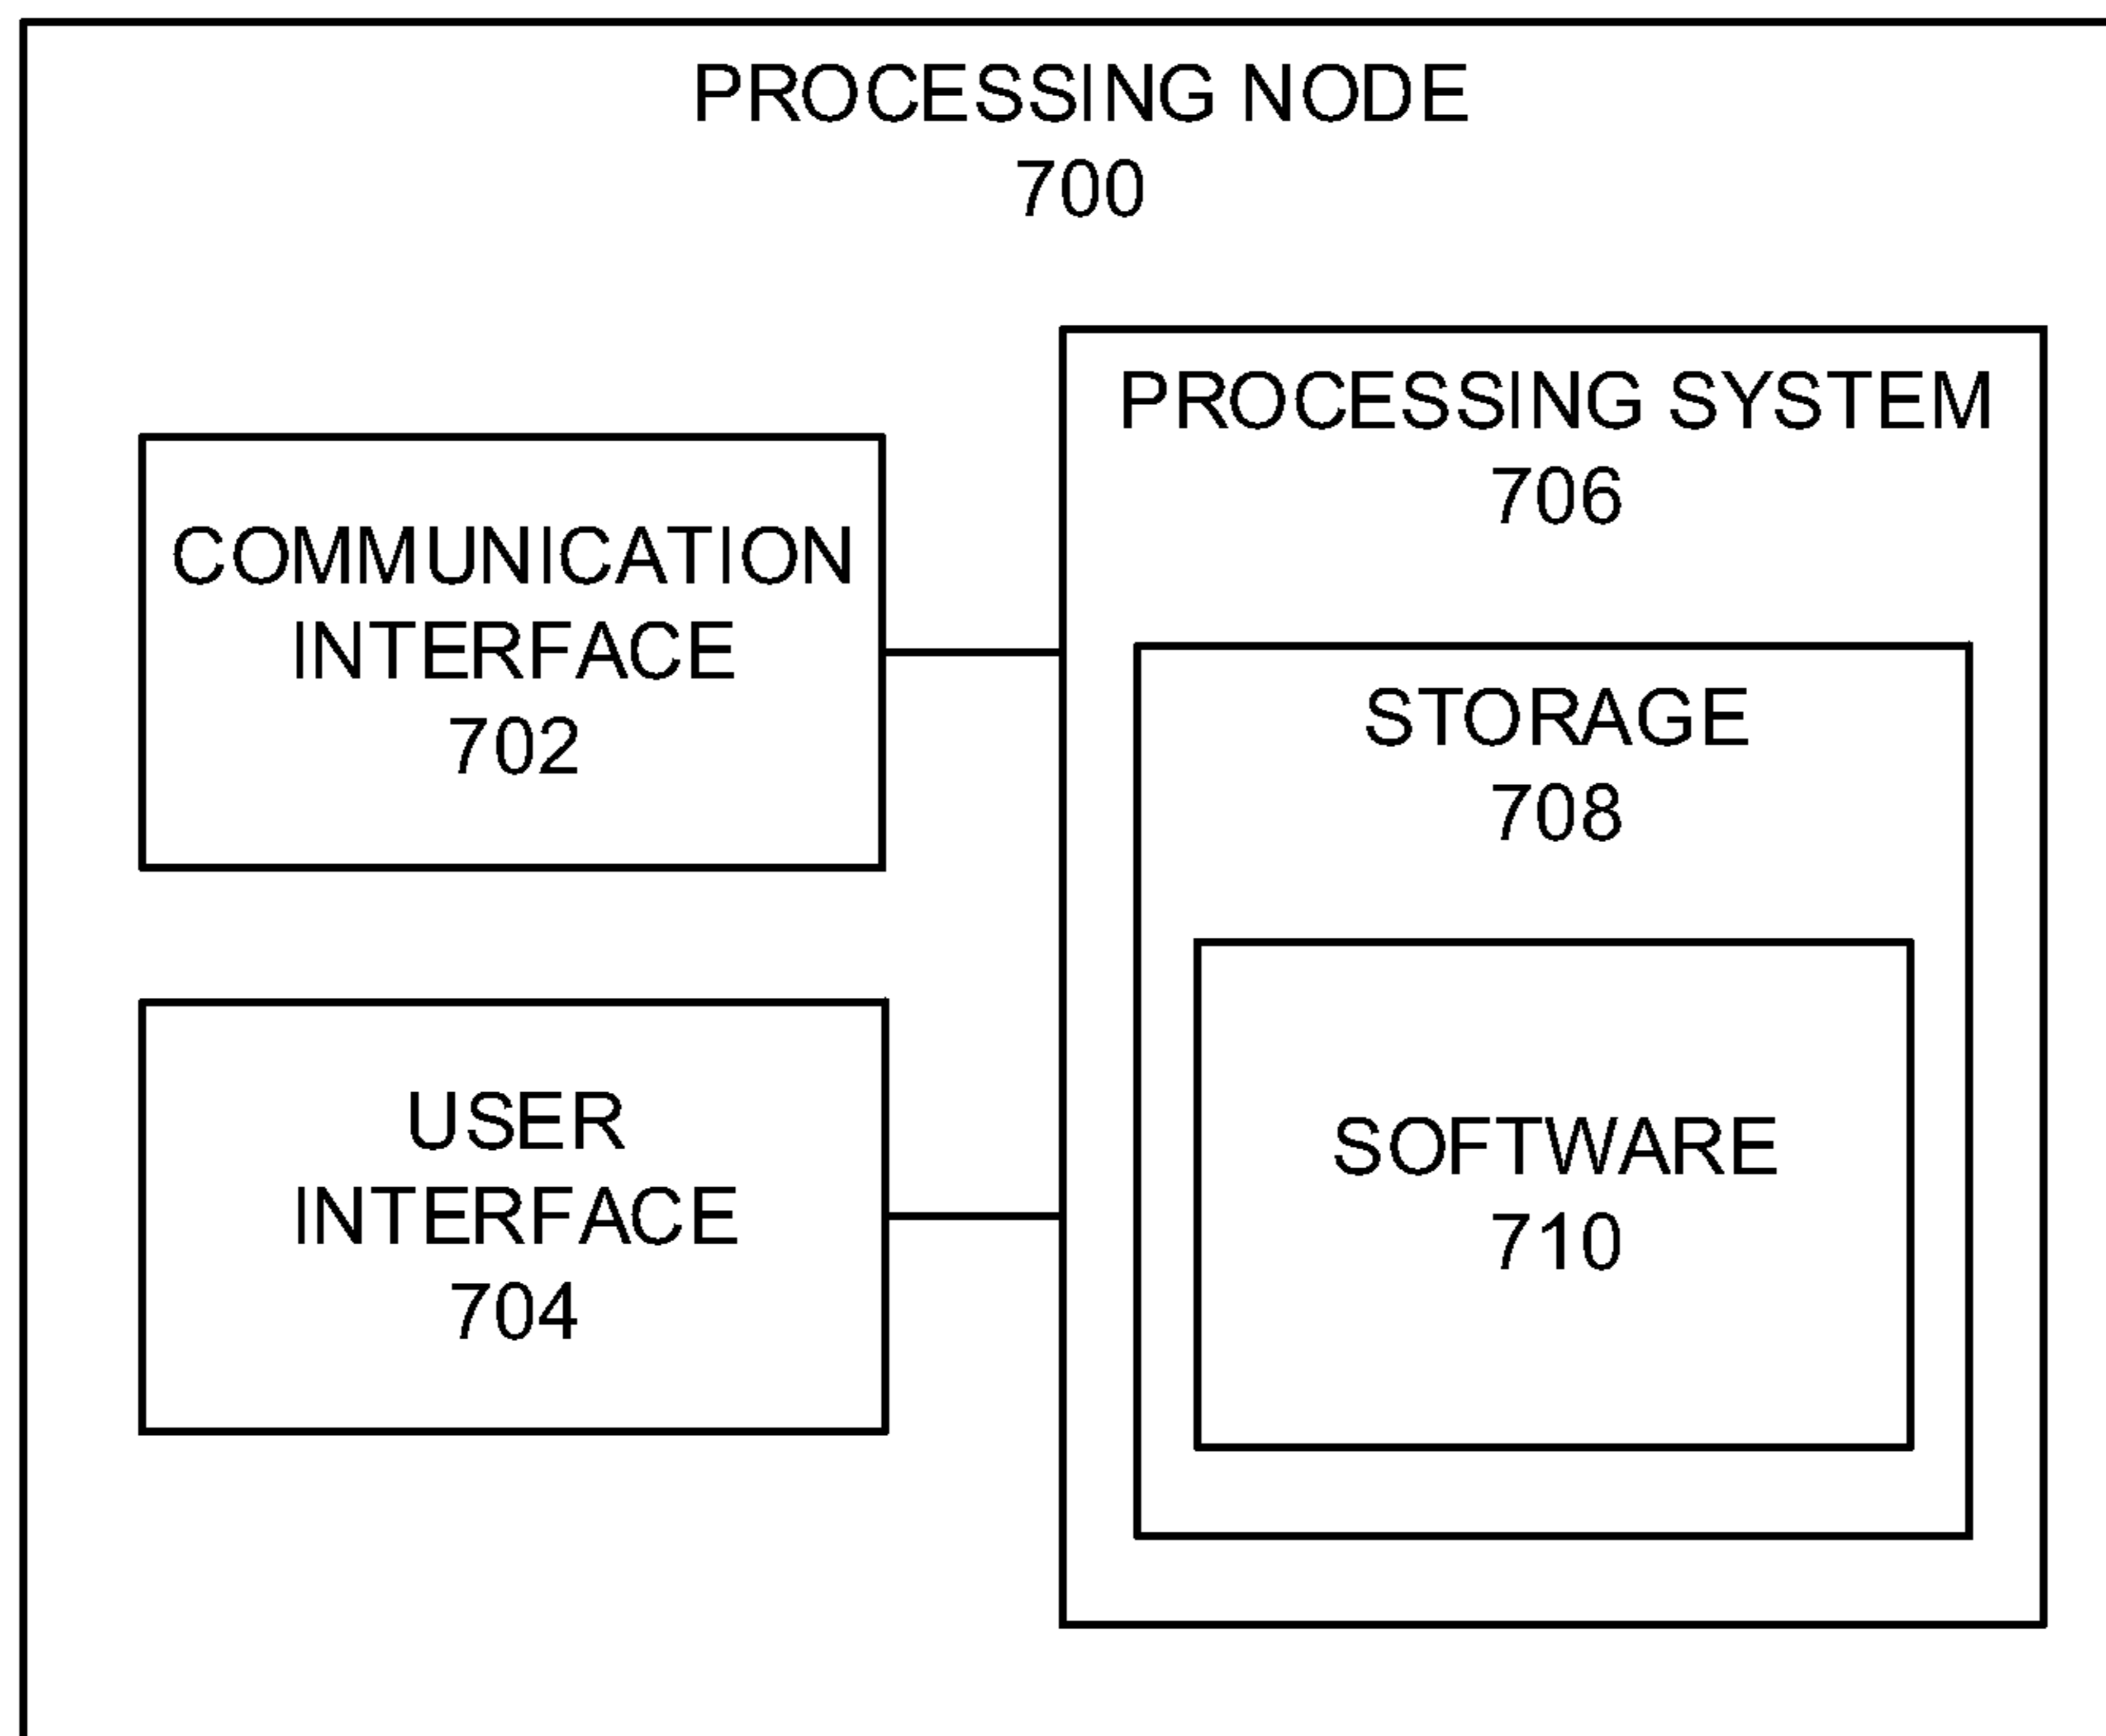 PROCESSING NODE
700
PROCESSING SYSTEM
706
COMMUNICATION
INTERFACE
702
STORAGE
708
USER
INTERFACE
704
SOFTWARE
710